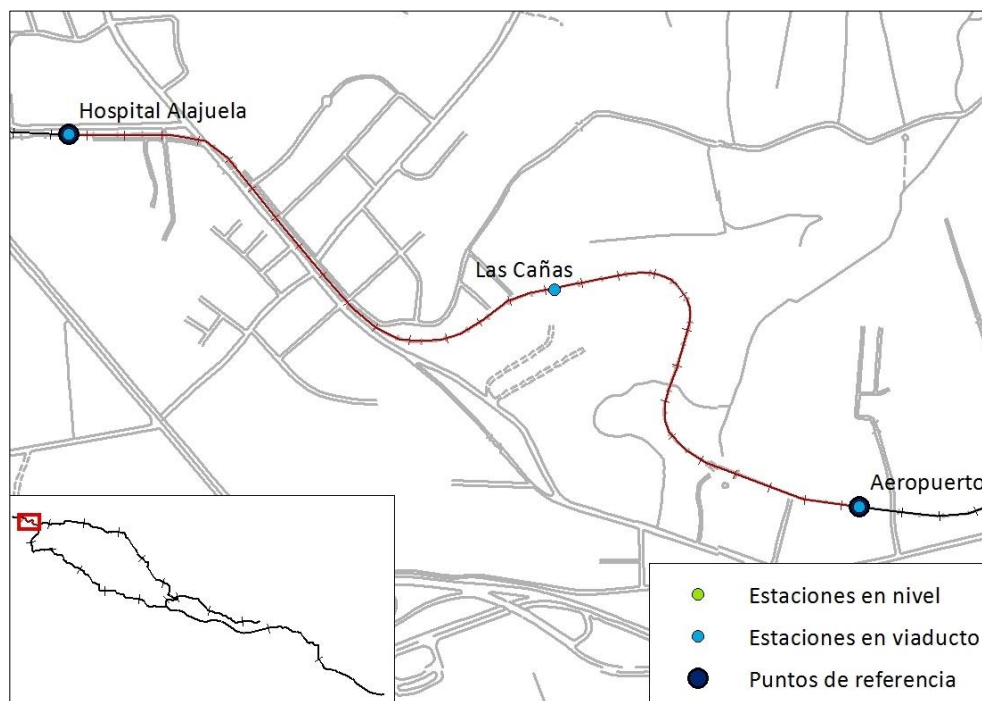 Hospital Alajuela
Las Cañas
Aeropuerto
Estaciones en nivel
Estaciones en viaducto
Puntos de referencia